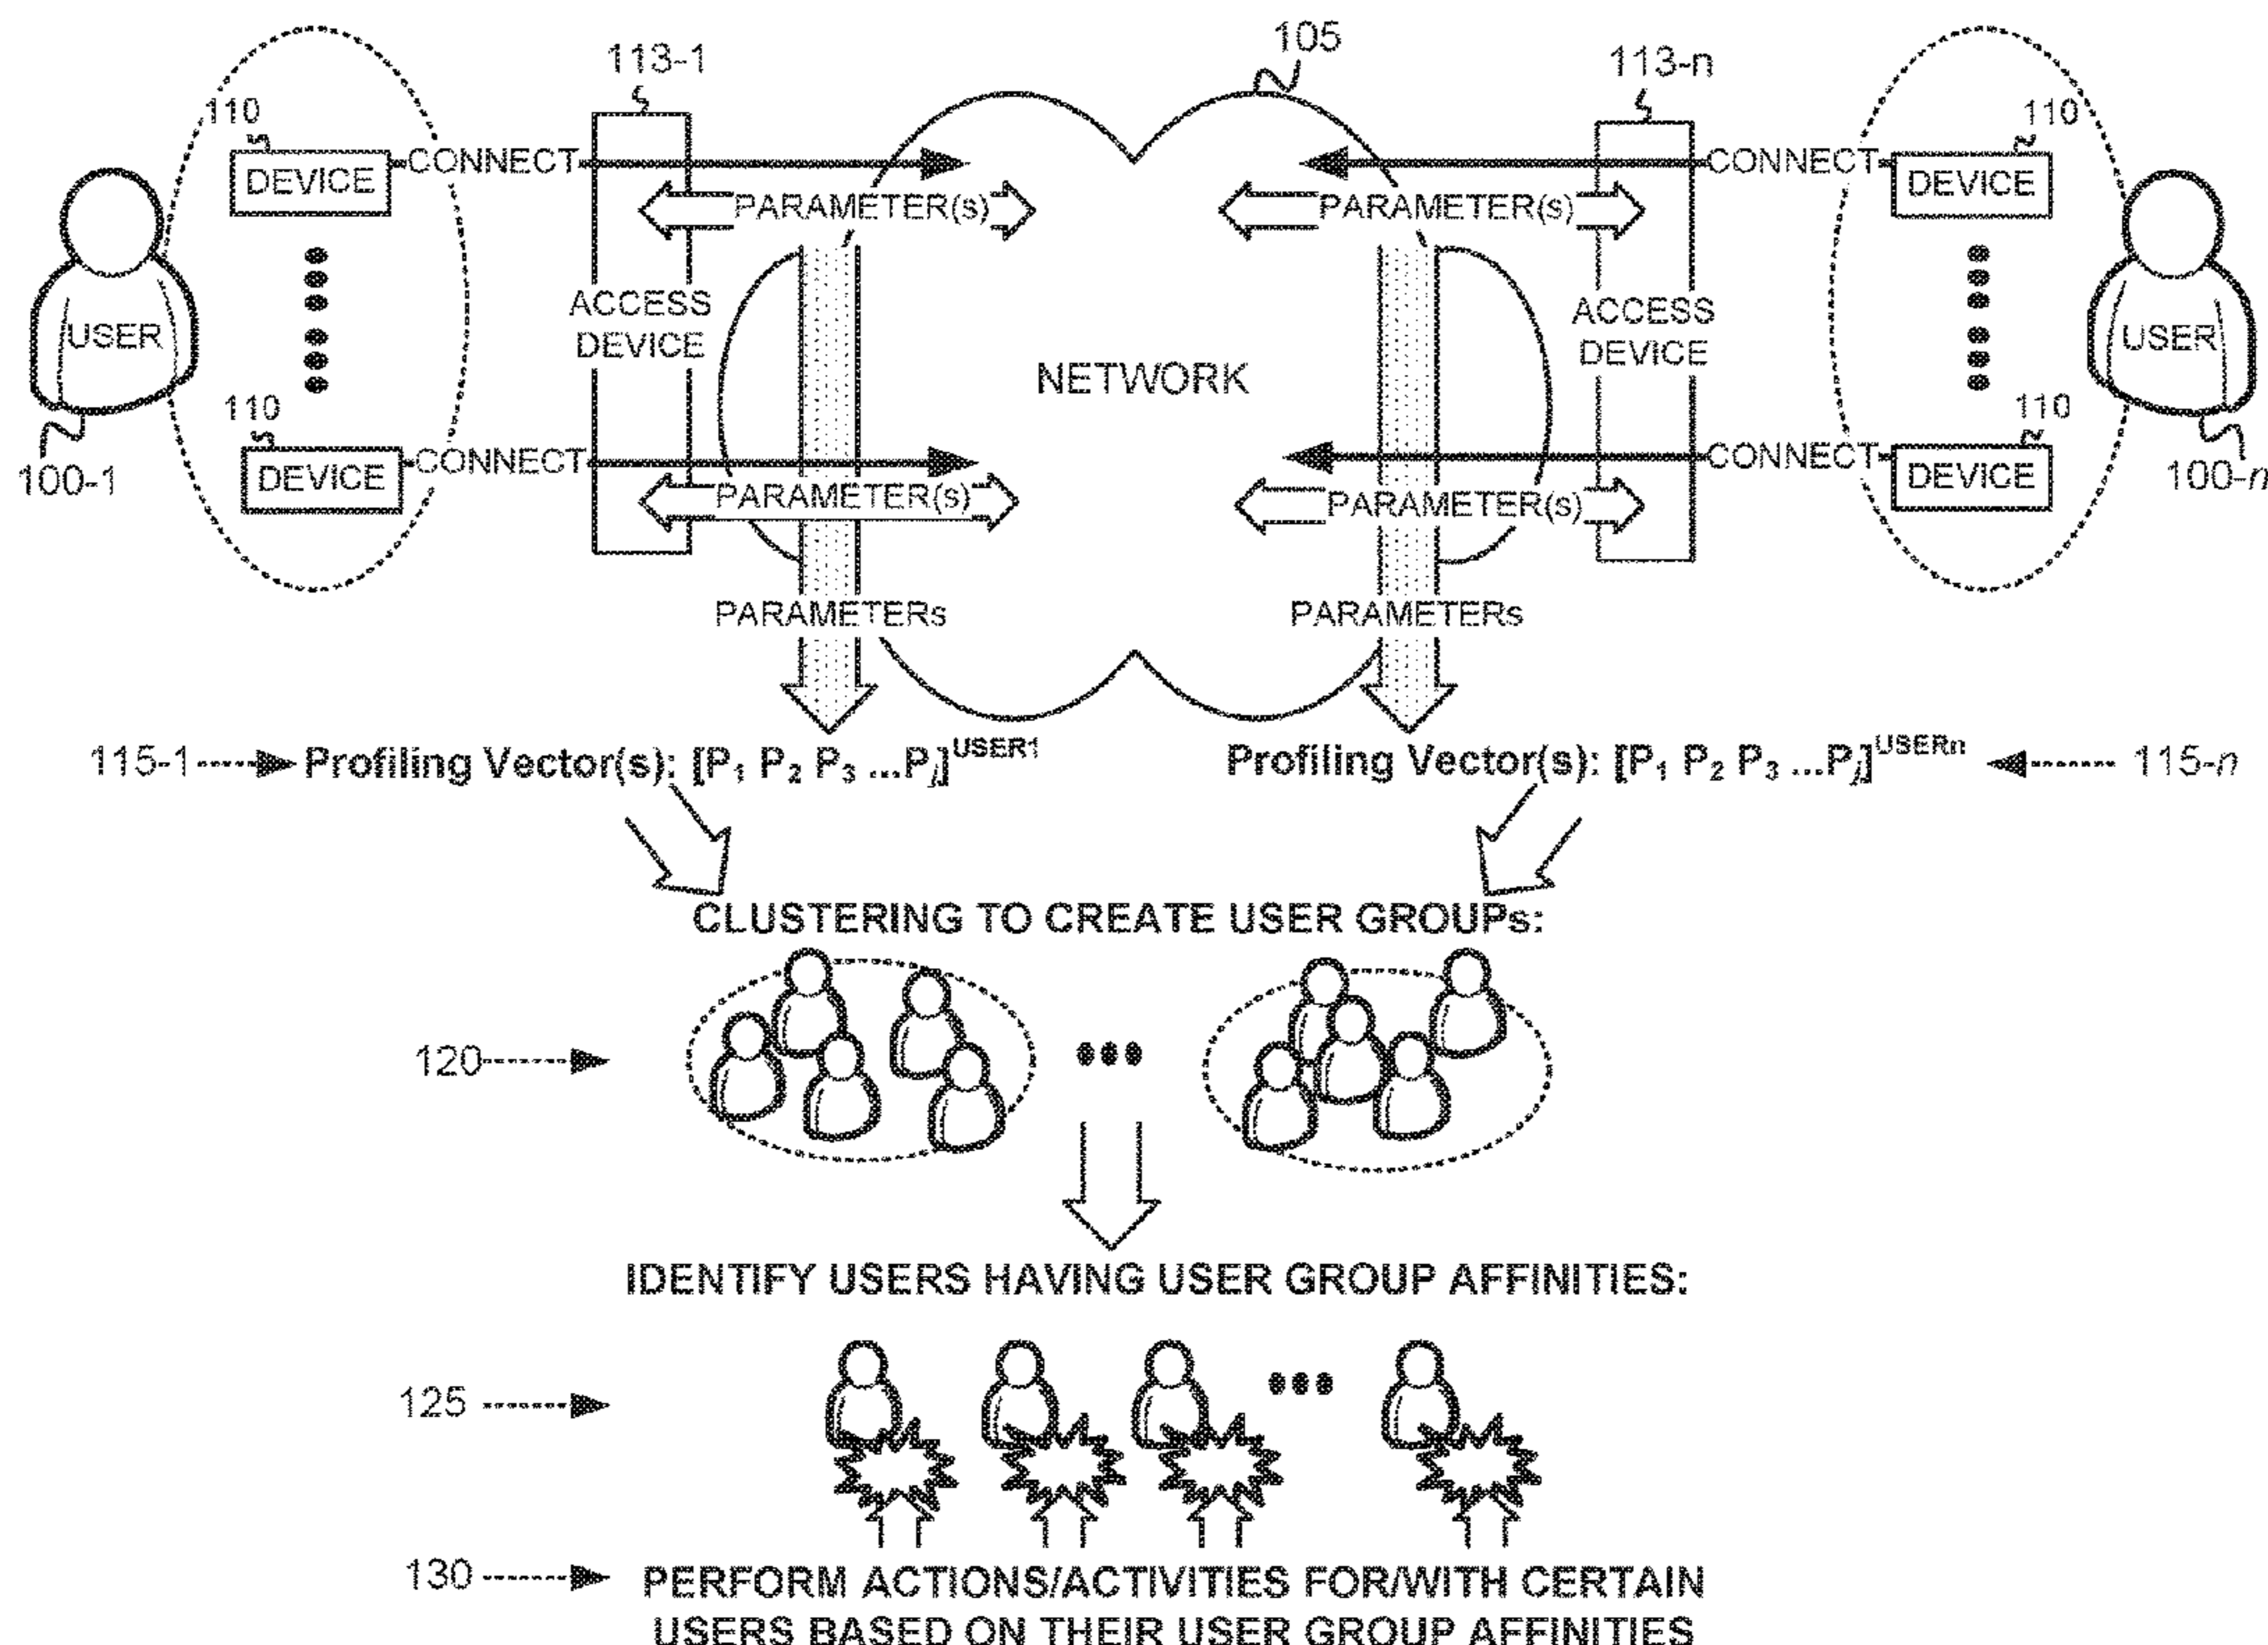 105
113-1
113-n
110
110
DEVICE
CONNECT
CONNECT
DEVICE
PARAMETER(s)
PARAMETER(s)
ACCESS
DEVICE
ACCESS
DEVICE
USER
USER
NETWORK
110
110
DEVICE
CONNECT
CONNECT
DEVICE
100-1
100-n
PARAMETER(s)
PARAMETER(s)
PARAMETERs
PARAMETERs
115-1
Profiling Vector(s): [P₁ P₂ P₃ ...Pⱼ]^USER1
Profiling Vector(s): [P₁ P₂ P₃ ...Pⱼ]^USERn
115-n
CLUSTERING TO CREATE USER GROUPs:
120
IDENTIFY USERS HAVING USER GROUP AFFINITIES:
125
130
PERFORM ACTIONS/ACTIVITIES FOR/WITH CERTAIN
USERS BASED ON THEIR USER GROUP AFFINITIES